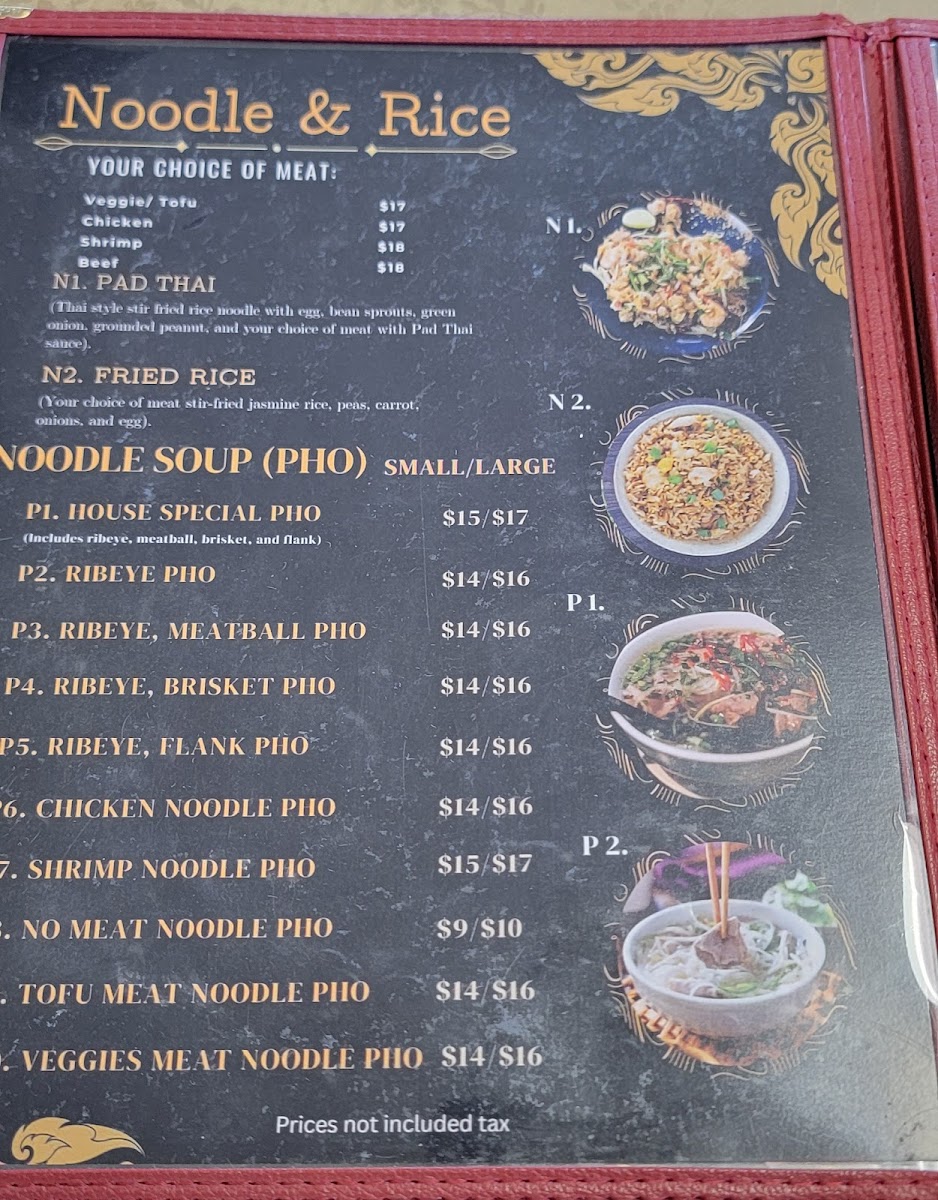 Noodle & Rice
YOUR CHOICE OF MEAT:
Veggie/ Tofu $17
Chicken $17
Shrimp $18
Beef $18
N1. PAD THAI
(Thai style stir fried rice noodle with egg, bean sprouts, green
onion, grounded peanut, and your choice of meat with Pad Thai
sauce).
N1.
N2. FRIED RICE
(Your choice of meat stir-fried jasmine rice, peas, carrot,
onions, and egg).
N 2.
NOODLE SOUP (PHO) SMALL/LARGE
P1. HOUSE SPECIAL PHO $15/$17
(Includes ribeye, meatball, brisket, and flank)
P2. RIBEYE PHO $14/$16
P 1.
P3. RIBEYE, MEATBALL PHO $14/$16
P4. RIBEYE, BRISKET PHO $14/$16
P5. RIBEYE, FLANK PHO $14/$16
6. CHICKEN NOODLE PHO $14/$16
7. SHRIMP NOODLE PHO $15/$17
P 2.
. NO MEAT NOODLE PHO $9/$10
. TOFU MEAT NOODLE PHO $14/$16
. VEGGIES MEAT NOODLE PHO $14/$16
Prices not included tax